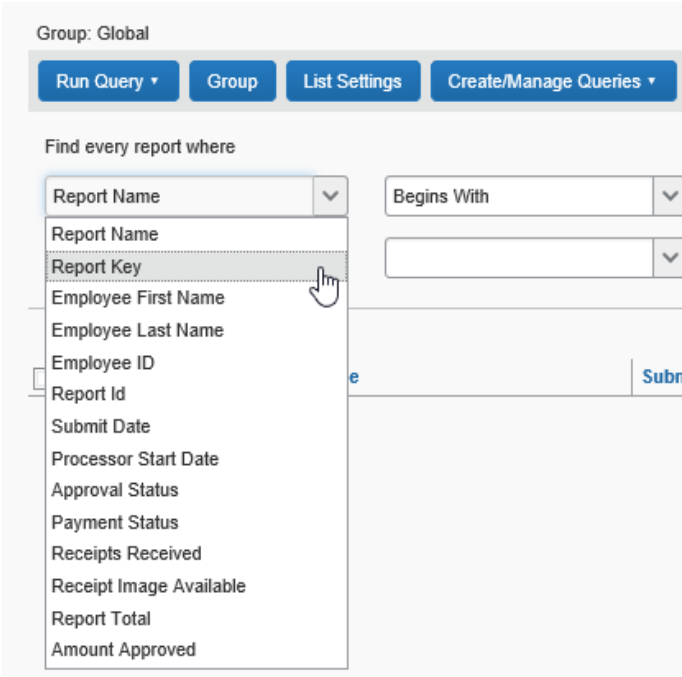 Group: Global
Run Query Group List Settings Create/Manage Queries
Find every report where
Report Name Begins With
Report Name
Report Key
Employee First Name
Employee Last Name
Employee ID
Report Id
Submit Date
Processor Start Date
Approval Status
Payment Status
Receipts Received
Receipt Image Available
Report Total
Amount Approved